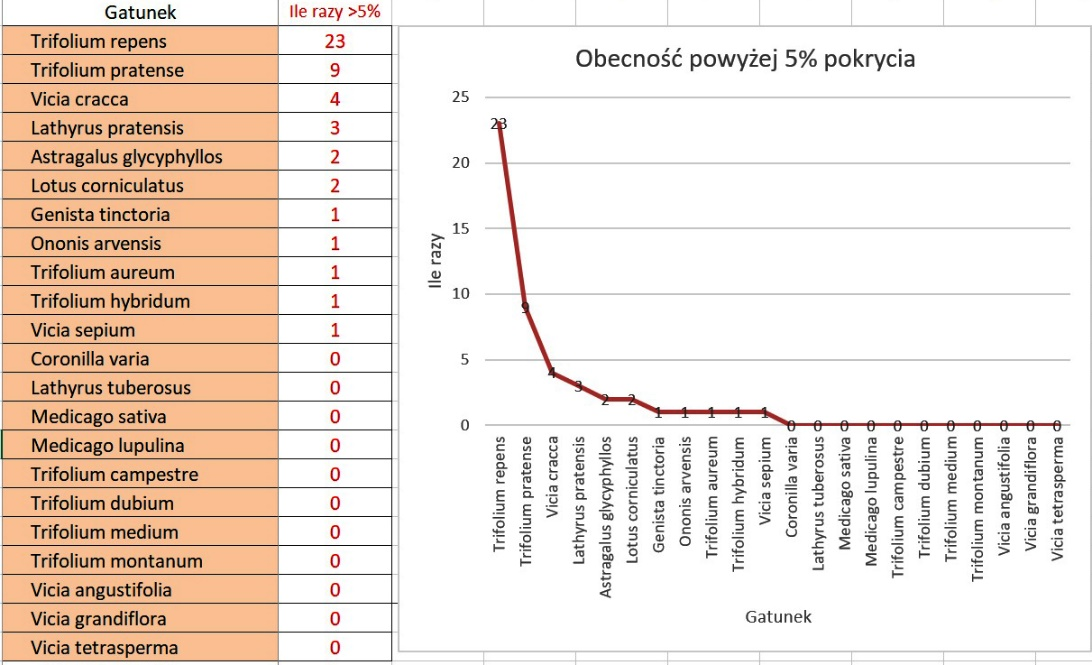 Gatunek Ile razy >5%
Trifolium repens 23
Trifolium pratense 9
Vicia cracca 4
Lathyrus pratensis 3
Astragalus glycyphyllos 2
Lotus corniculatus 2
Genista tinctoria 1
Ononis arvensis 1
Trifolium aureum 1
Trifolium hybridum 1
Vicia sepium 1
Coronilla varia 0
Lathyrus tuberosus 0
Medicago sativa 0
Medicago lupulina 0
Trifolium campestre 0
Trifolium dubium 0
Trifolium medium 0
Trifolium montanum 0
Vicia angustifolia 0
Vicia grandiflora 0
Vicia tetrasperma 0
Obecność powyżej 5% pokrycia
Ile razy
25
20
15
10
5
0
23 9 4 3 2 2 1 1 1 1 1 0 0 0 0 0 0 0 0 0 0 0
Trifolium repens
Trifolium pratense
Vicia cracca
Lathyrus pratensis
Astragalus glycyphyllos
Lotus corniculatus
Genista tinctoria
Ononis arvensis
Trifolium aureum
Trifolium hybridum
Vicia sepium
Coronilla varia
Lathyrus tuberosus
Medicago sativa
Medicago lupulina
Trifolium campestre
Trifolium dubium
Trifolium medium
Trifolium montanum
Vicia angustifolia
Vicia grandiflora
Vicia tetrasperma
Gatunek